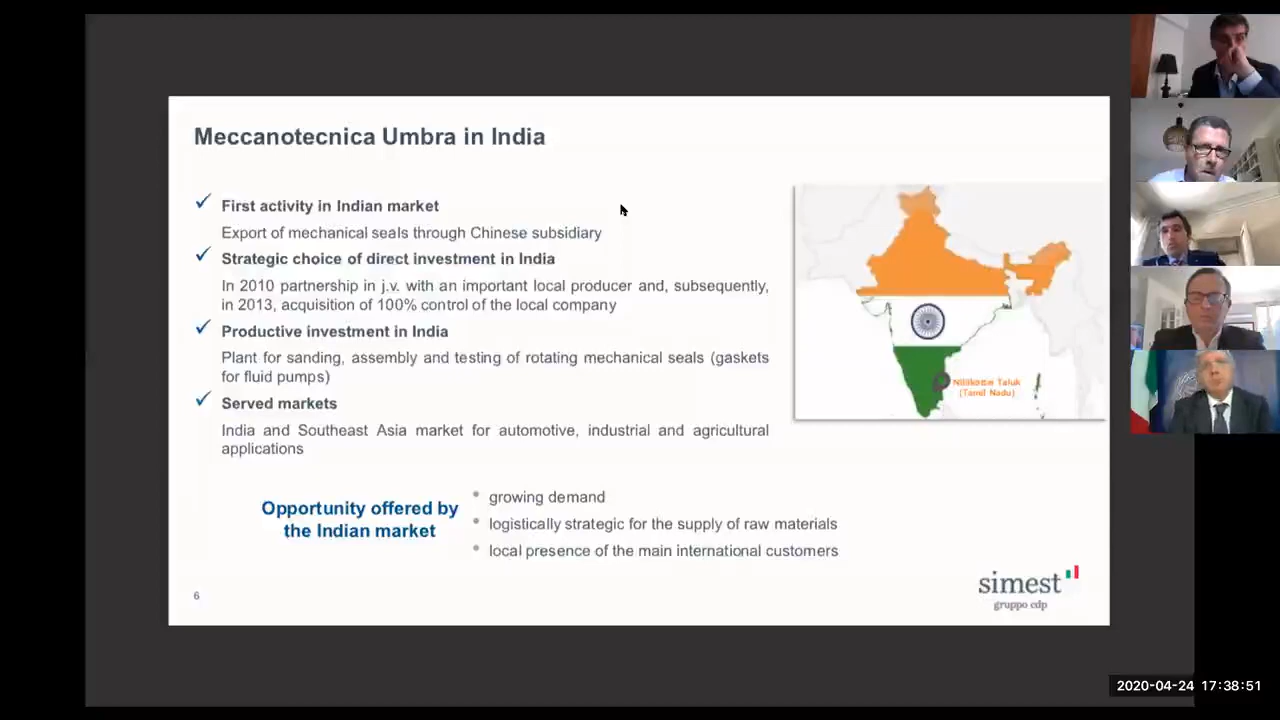 Meccanotecnica Umbra in India
First activity in Indian market
Export of mechanical seals through Chinese subsidiary
Strategic choice of direct investment in India
In 2010 partnership in j.v. with an important local producer and, subsequently,
in 2013, acquisition of 100% control of the local company
Productive investment in India
Plant for sanding, assembly and testing of rotating mechanical seals (gaskets
for fluid pumps)
Served markets
India and Southeast Asia market for automotive, industrial and agricultural
applications
Nilakottai Taluk
(Tamil Nadu)
Opportunity offered by
the Indian market
growing demand
logistically strategic for the supply of raw materials
local presence of the main international customers
6
simest
gruppo cdp
2020-04-24 17:38:51